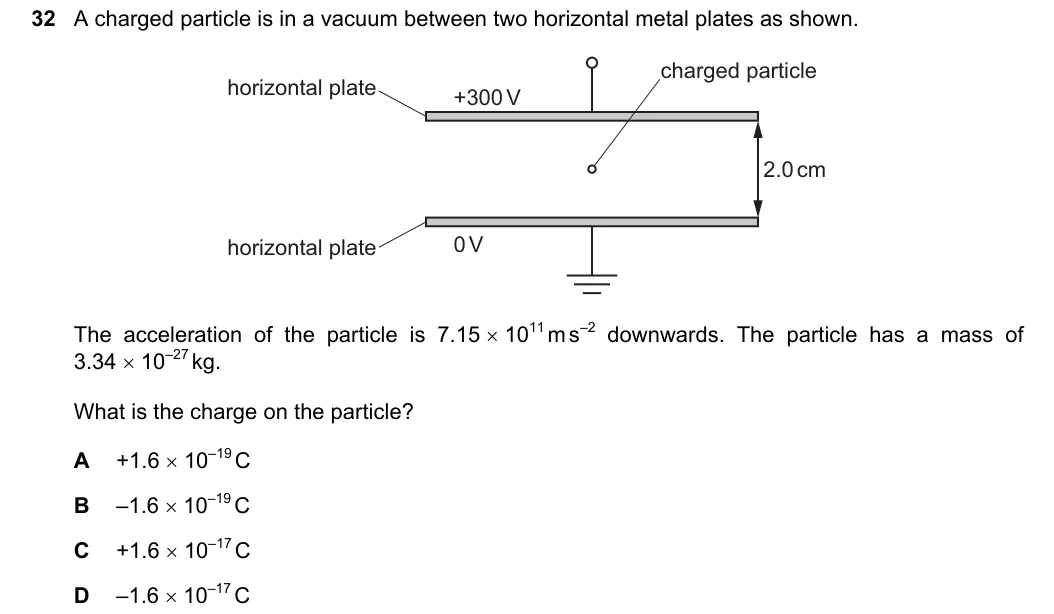 32 A charged particle is in a vacuum between two horizontal metal plates as shown.
horizontal plate
+300 V
charged particle
2.0 cm
horizontal plate
0 V
The acceleration of the particle is 7.15 × 10¹¹ m s⁻² downwards. The particle has a mass of
3.34 × 10⁻²⁷ kg.
What is the charge on the particle?
A +1.6 × 10⁻¹⁹ C
B –1.6 × 10⁻¹⁹ C
C +1.6 × 10⁻¹⁷ C
D –1.6 × 10⁻¹⁷ C